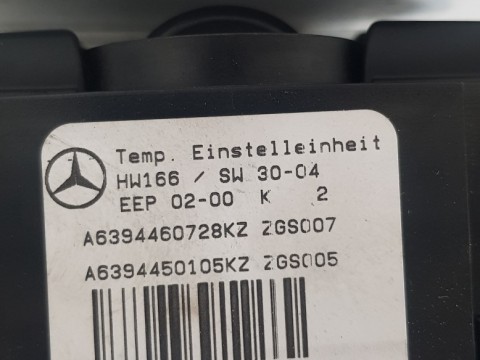 Temp. Einstelleinheit
HW166 / SW 30-04
EEP 02-00 K 2
A6394460728KZ ZGS007
A6394450105KZ ZGS005